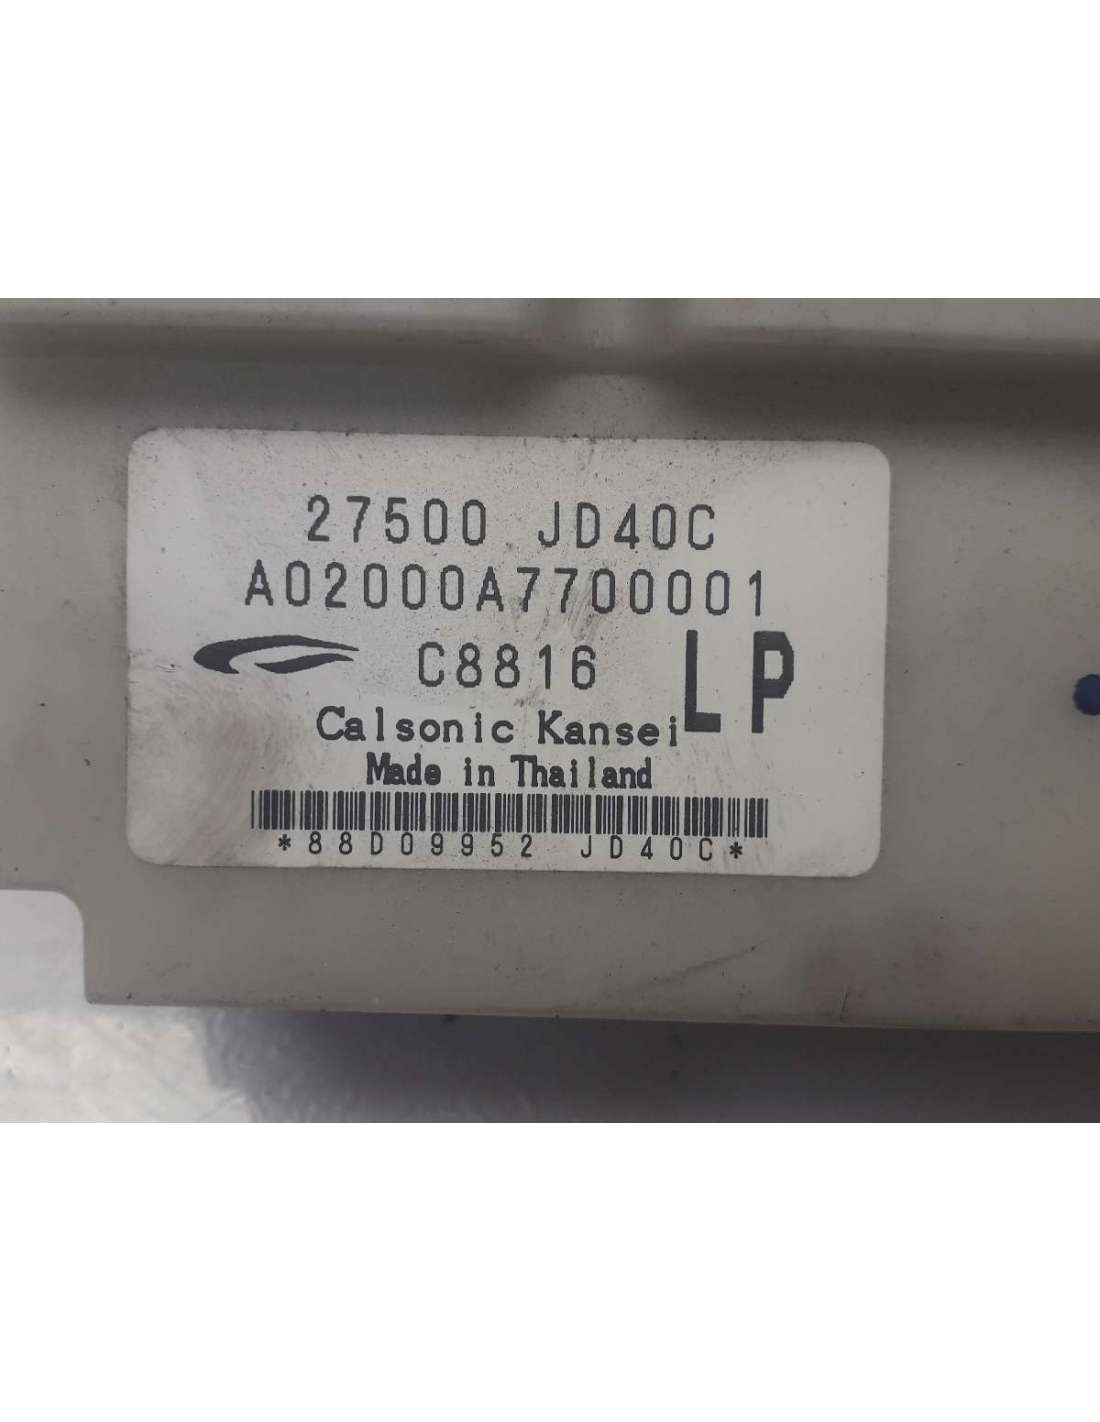 27500 JD40C
A02000A7700001
C8816 LP
Calsonic Kansei
Made in Thailand
*88D09952 JD40C*